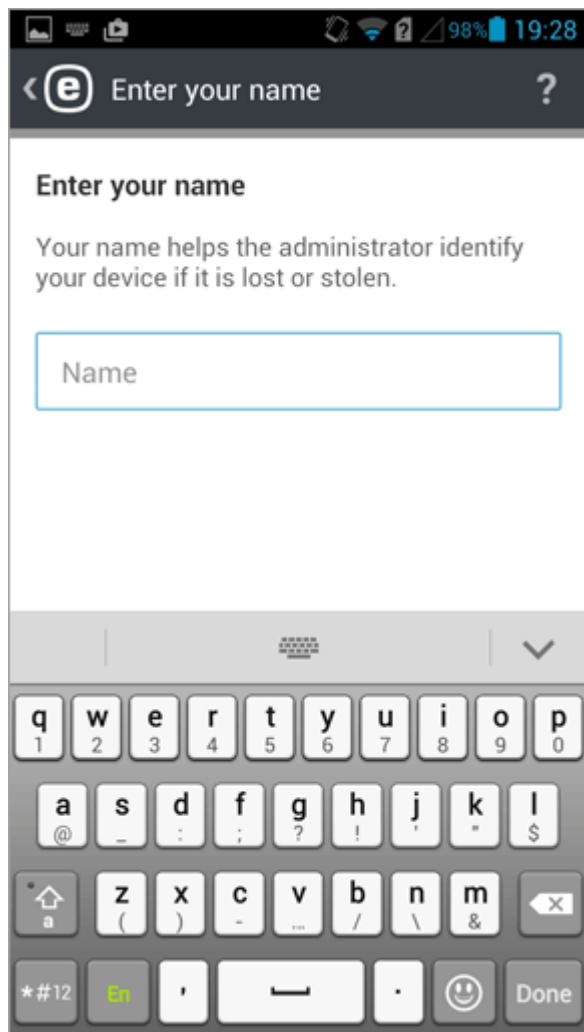 98% 19:28
e Enter your name ?
Enter your name
Your name helps the administrator identify
your device if it is lost or stolen.
Name
q w e r t y u i o p
1 2 3 4 5 6 7 8 9 0
a s d f g h j k l
@ _ : ; ? ! ' " $
a z x c v b n m
( ) - ... / \ &
*#12 En , . Done